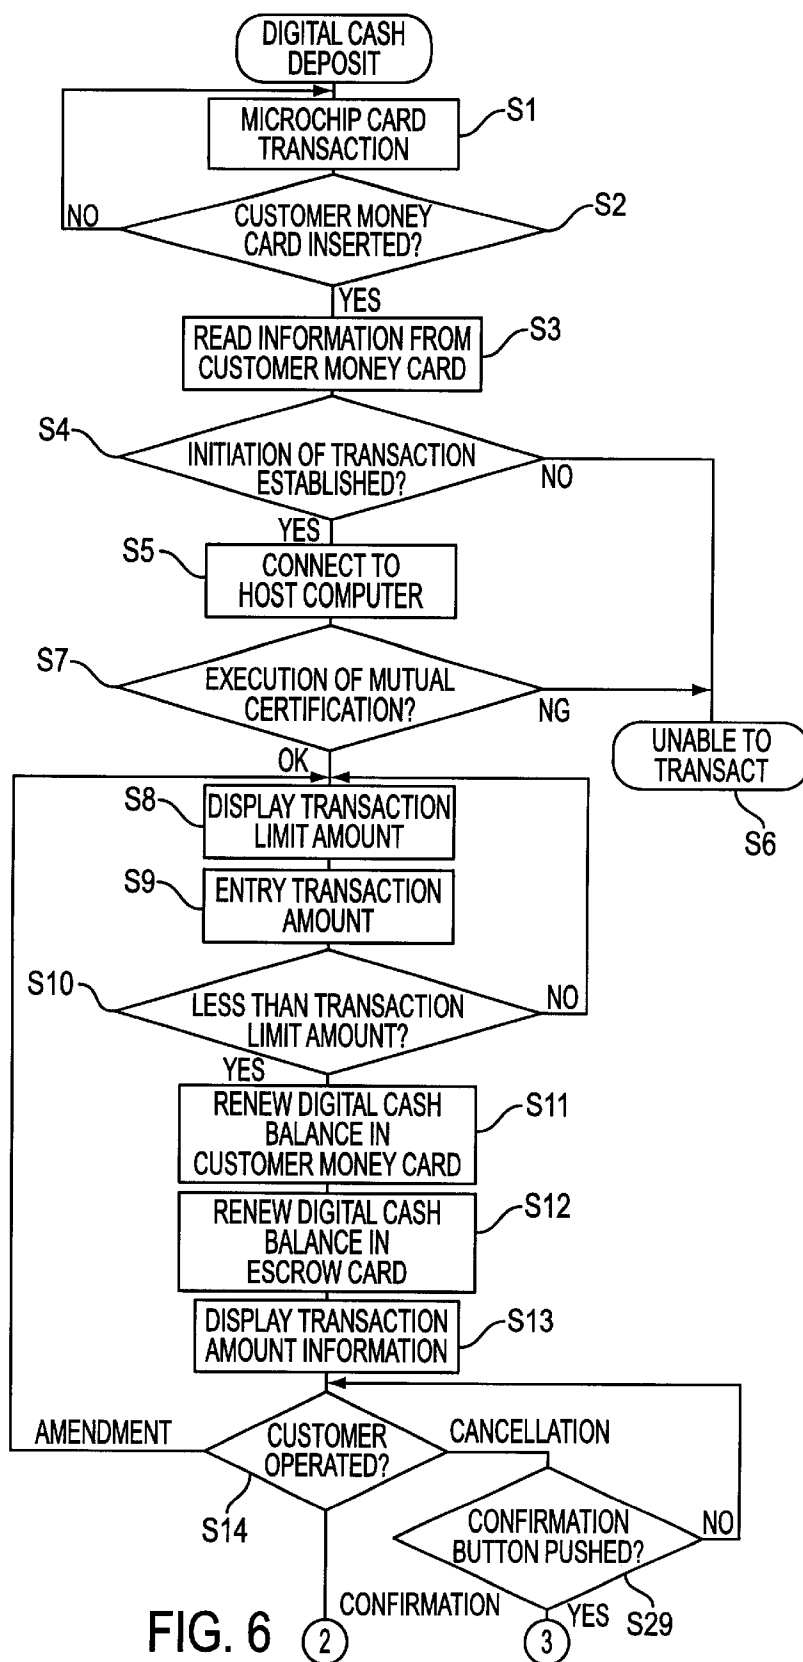 DIGITAL CASH
DEPOSIT
MICROCHIP CARD
TRANSACTION
S1
NO
CUSTOMER MONEY
CARD INSERTED?
S2
YES
READ INFORMATION FROM
CUSTOMER MONEY CARD
S3
S4
INITIATION OF TRANSACTION
ESTABLISHED?
NO
YES
S5
CONNECT TO
HOST COMPUTER
S7
EXECUTION OF MUTUAL
CERTIFICATION?
NG
OK
UNABLE TO
TRANSACT
S6
S8
DISPLAY TRANSACTION
LIMIT AMOUNT
S9
ENTRY TRANSACTION
AMOUNT
S10
LESS THAN TRANSACTION
LIMIT AMOUNT?
NO
YES
RENEW DIGITAL CASH
BALANCE IN
CUSTOMER MONEY CARD
S11
RENEW DIGITAL CASH
BALANCE IN
ESCROW CARD
S12
DISPLAY TRANSACTION
AMOUNT INFORMATION
S13
AMENDMENT
CUSTOMER
OPERATED?
CANCELLATION
S14
CONFIRMATION
BUTTON PUSHED?
NO
CONFIRMATION
YES
S29
FIG. 6
2
3